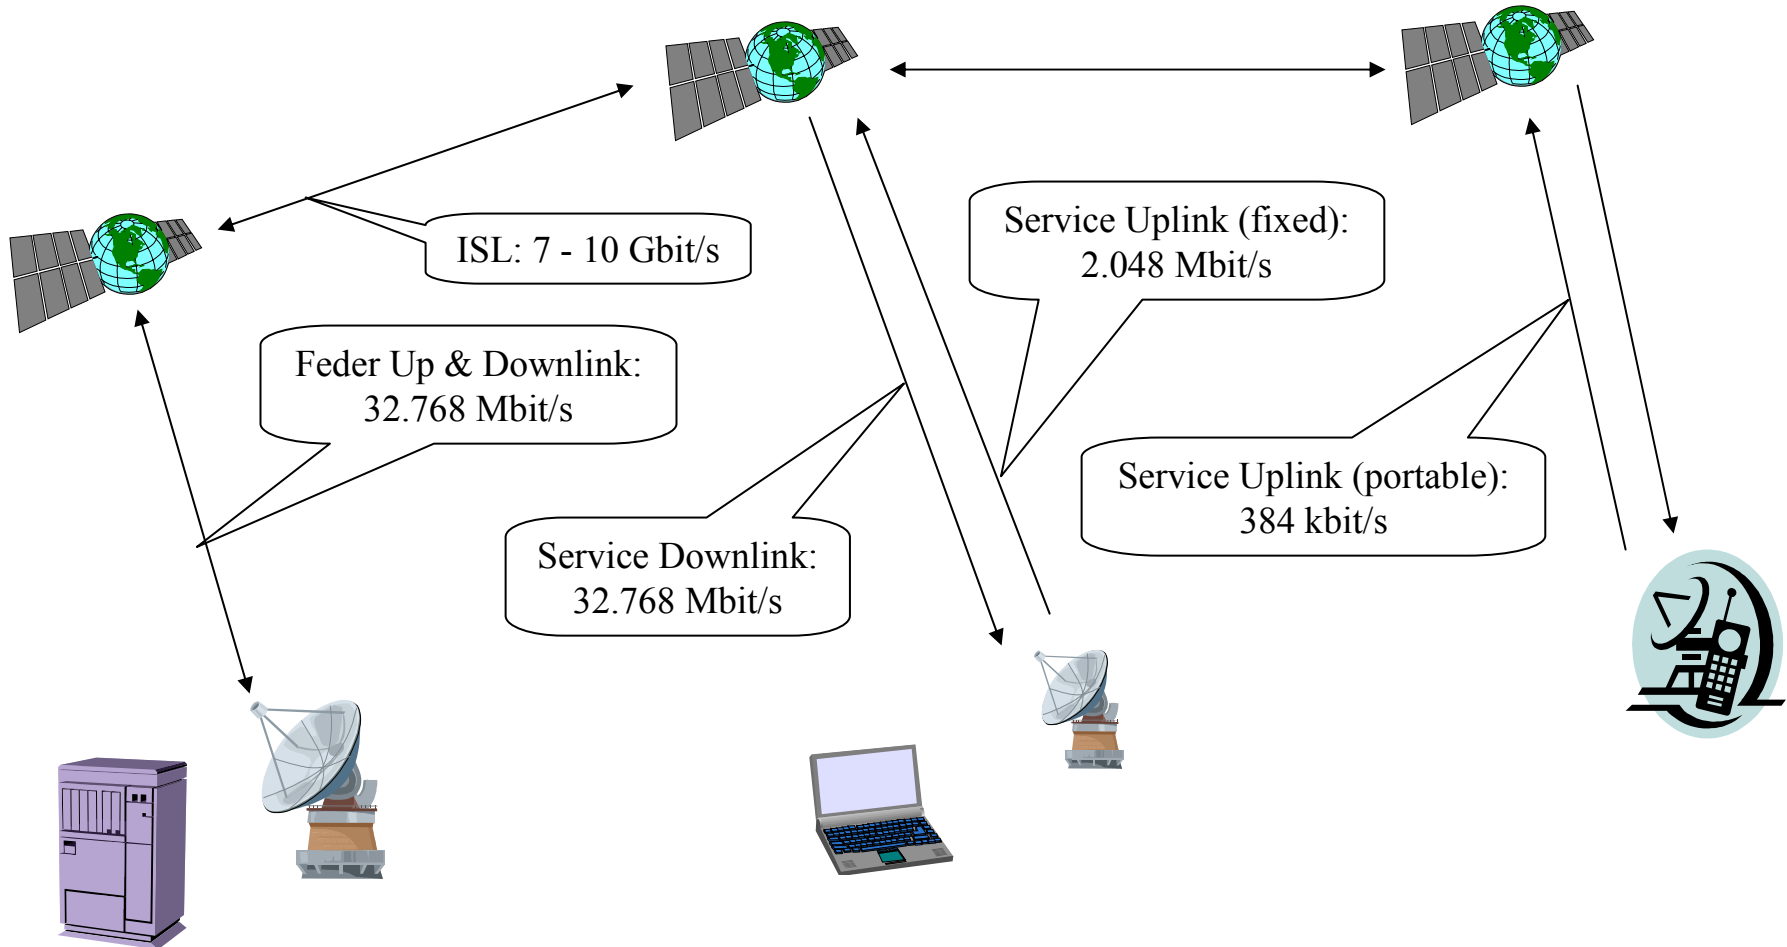 ISL: 7 - 10 Gbit/s
Service Uplink (fixed):
2.048 Mbit/s
Feder Up & Downlink:
32.768 Mbit/s
Service Uplink (portable):
384 kbit/s
Service Downlink:
32.768 Mbit/s